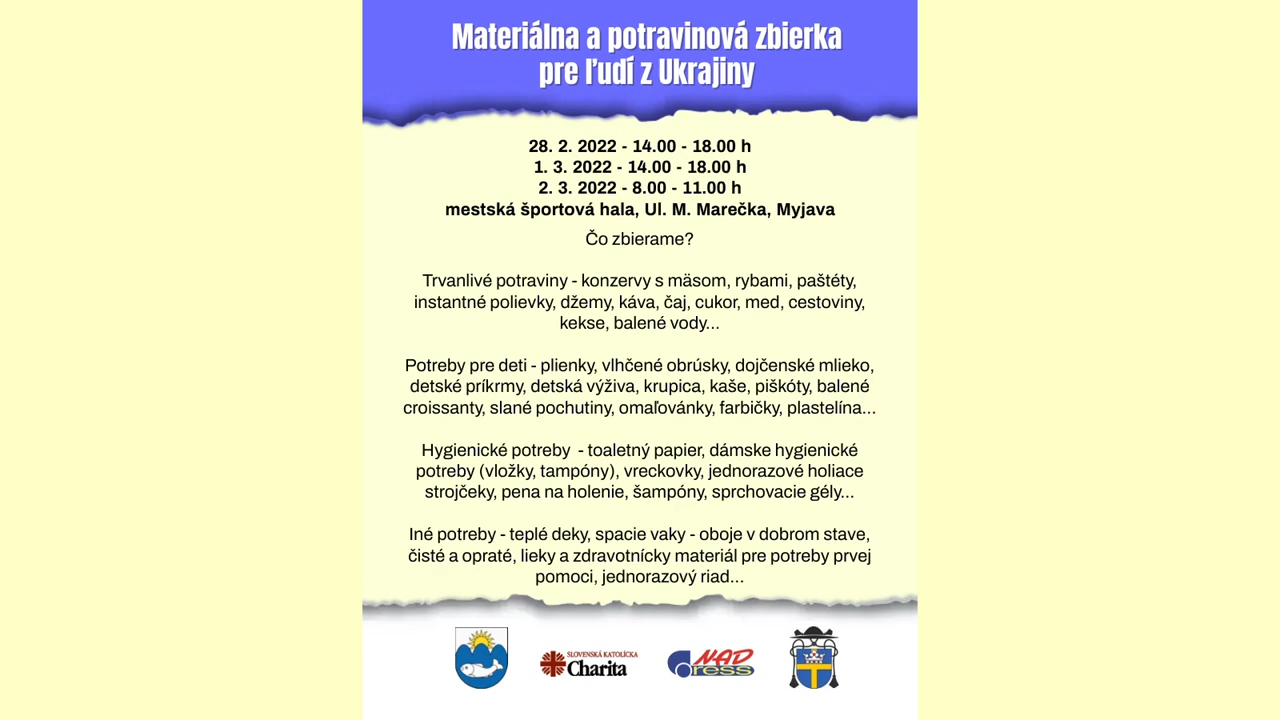 Materiálna a potravinová zbierka
pre ľudí z Ukrajiny
28. 2. 2022 - 14.00 - 18.00 h
1. 3. 2022 - 14.00 - 18.00 h
2. 3. 2022 - 8.00 - 11.00 h
mestská športová hala, Ul. M. Marečka, Myjava
Čo zbierame?
Trvanlivé potraviny - konzervy s mäsom, rybami, paštéty,
instantné polievky, džemy, káva, čaj, cukor, med, cestoviny,
kekse, balené vody...
Potreby pre deti - plienky, vlhčené obrúsky, dojčenské mlieko,
detské príkrmy, detská výživa, krupica, kaše, piškóty, balené
croissanty, slané pochutiny, omaľovánky, farbičky, plastelína...
Hygienické potreby  - toaletný papier, dámske hygienické
potreby (vložky, tampóny), vreckovky, jednorazové holiace
strojčeky, pena na holenie, šampóny, sprchovacie gély...
Iné potreby - teplé deky, spacie vaky - oboje v dobrom stave,
čisté a opraté, lieky a zdravotnícky materiál pre potreby prvej
pomoci, jednorazový riad...
SLOVENSKÁ KATOLÍCKA
Charita
NAD
ress